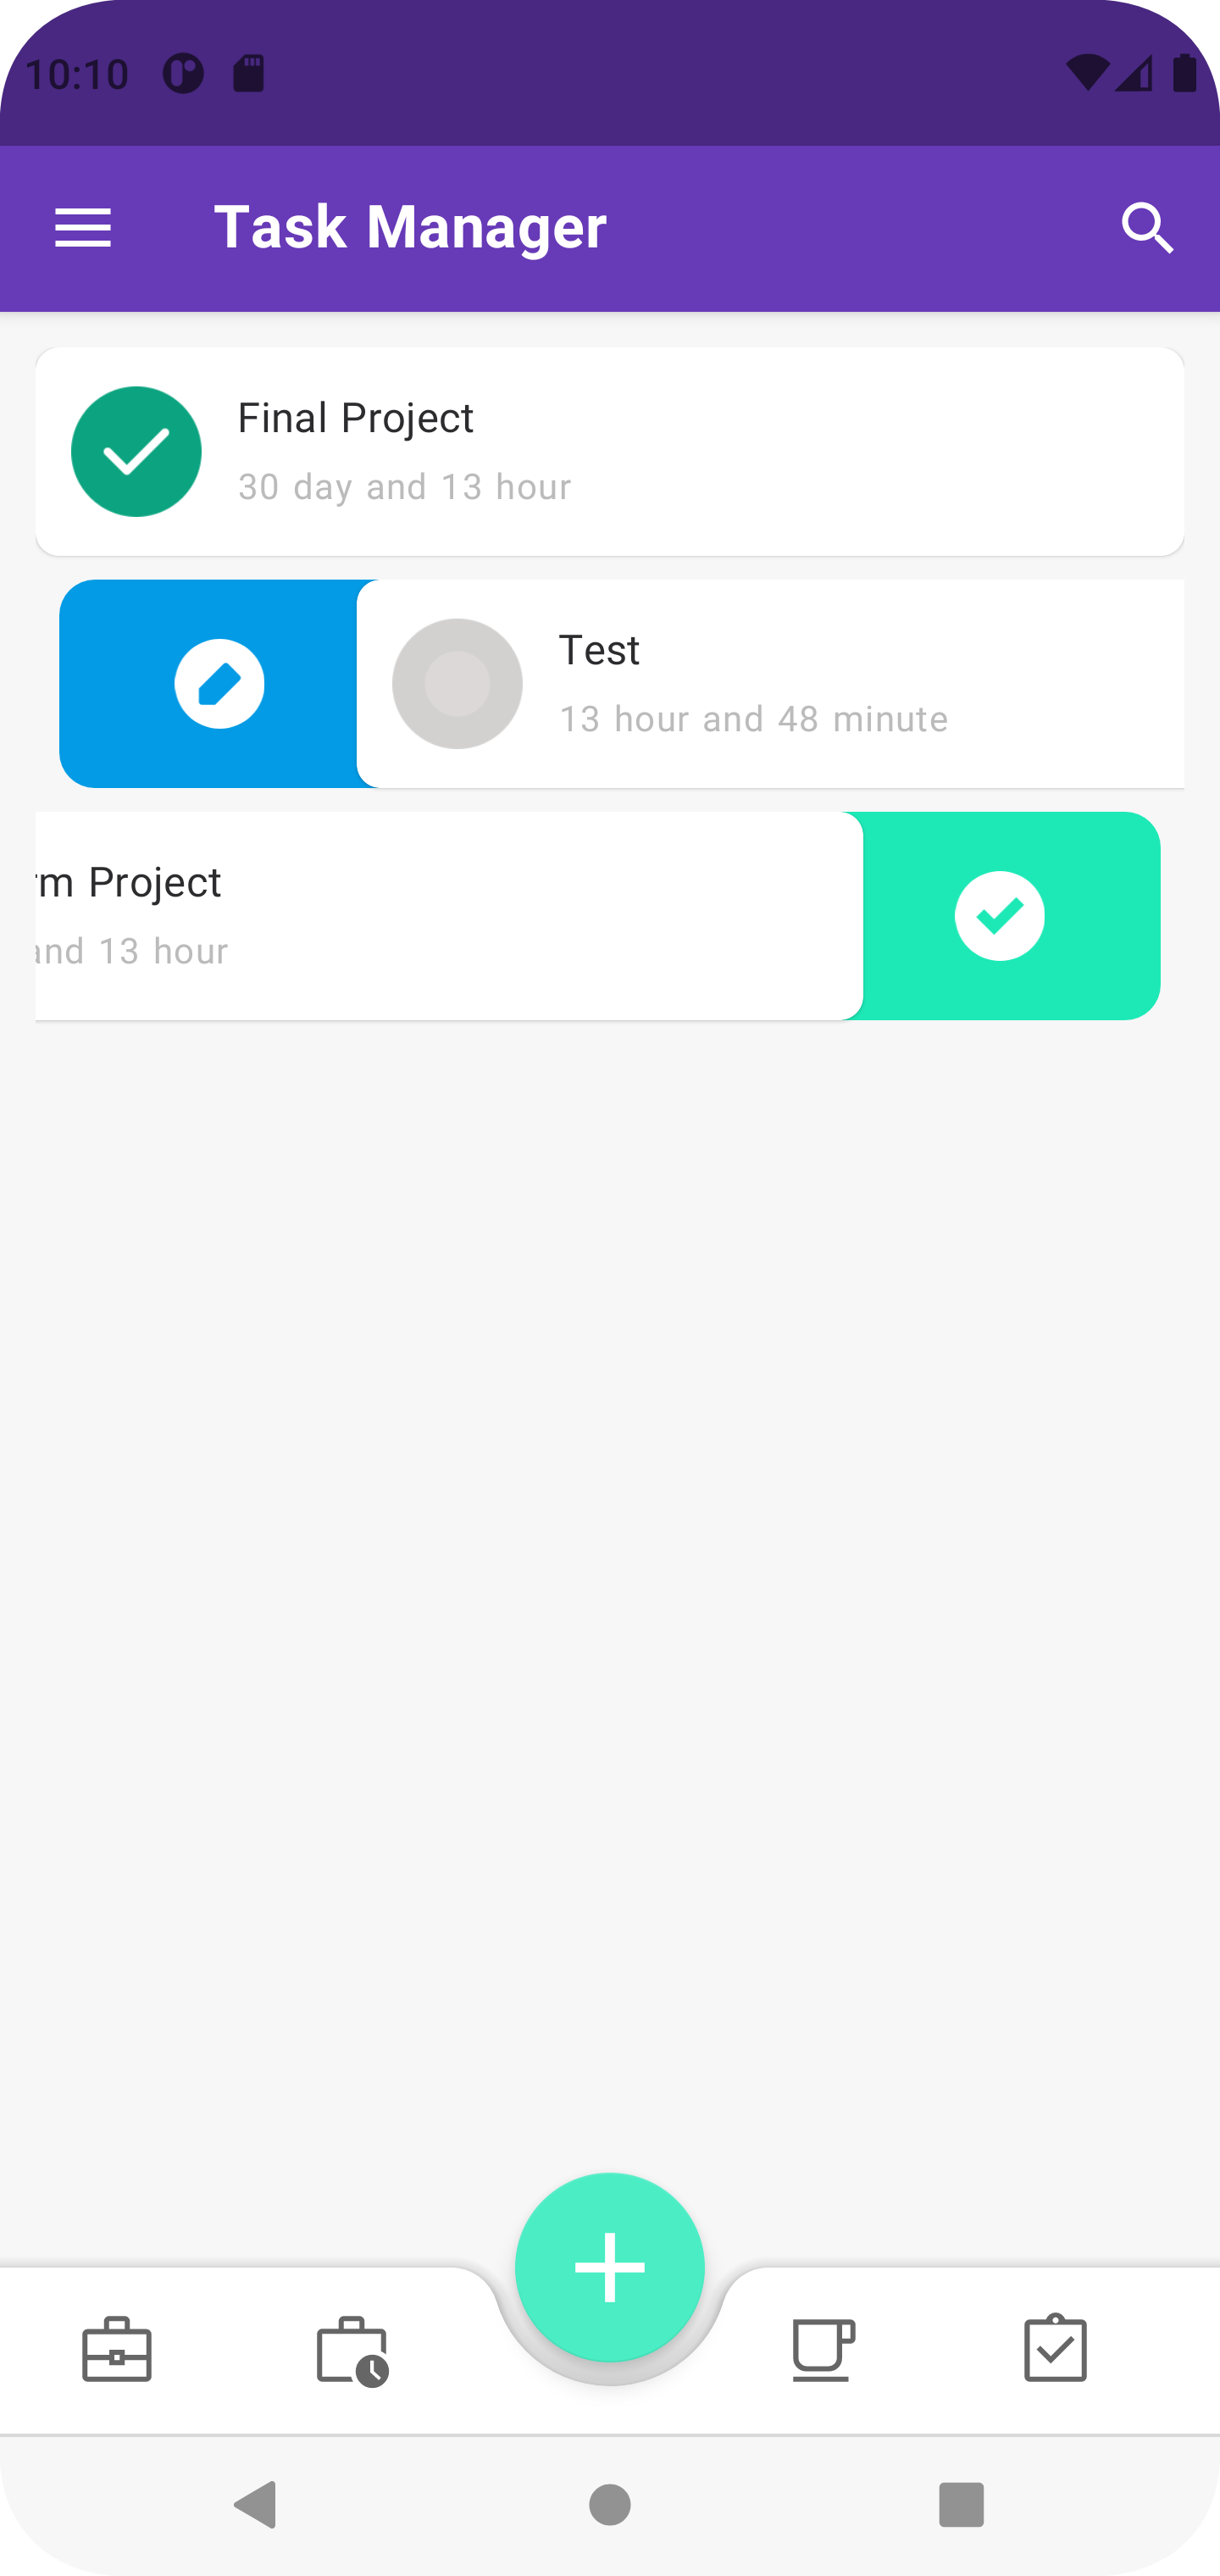 10:10
Task Manager
Final Project
30 day and 13 hour
Test
13 hour and 48 minute
Project
and 13 hour